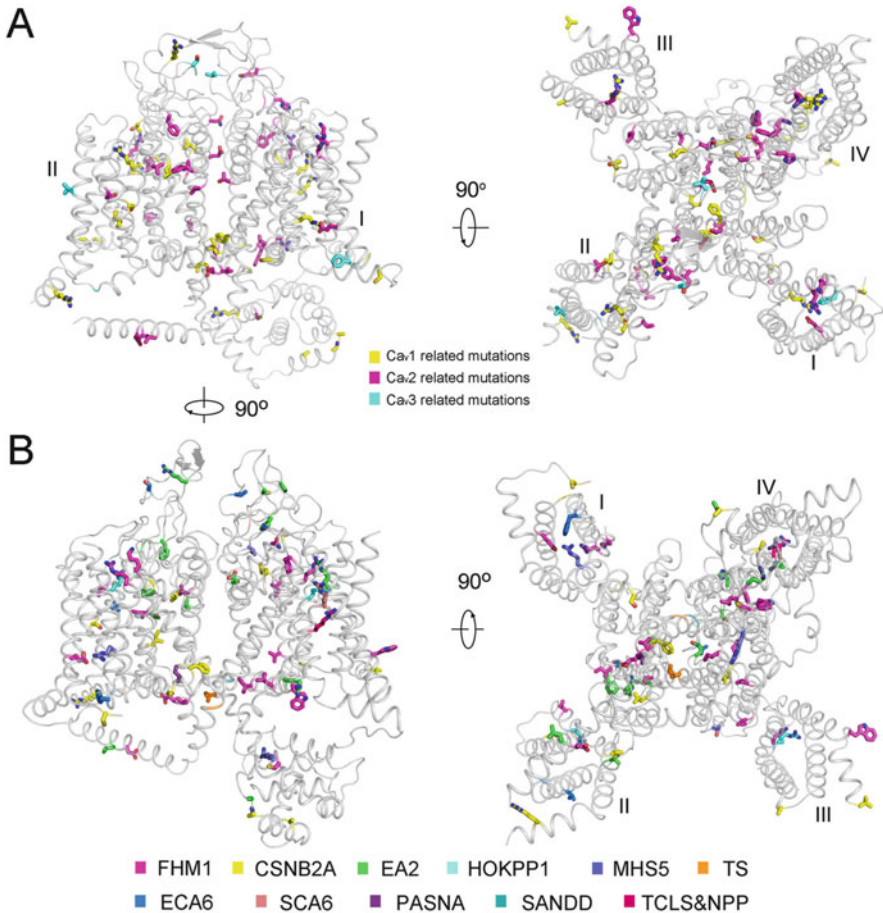 A
III
II
IV
90°
I
II
I
Cav1 related mutations
Cav2 related mutations
Cav3 related mutations
90°
B
I
IV
90°
II
III
FHM1 CSNB2A EA2 HOKPP1 MHS5 TS
ECA6 SCA6 PASNA SANDD TCLS&NPP